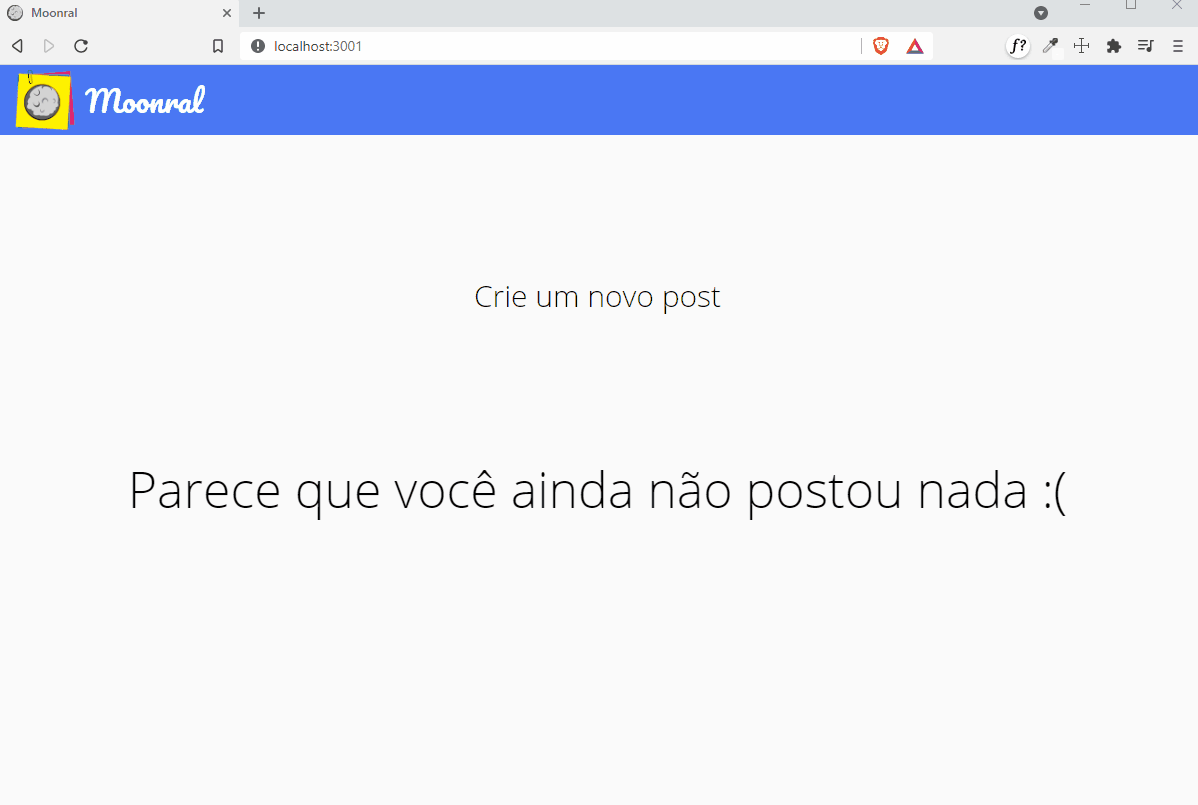 Moonral
localhost:3001
f?
Moonral
Crie um novo post
Parece que você ainda não postou nada :(